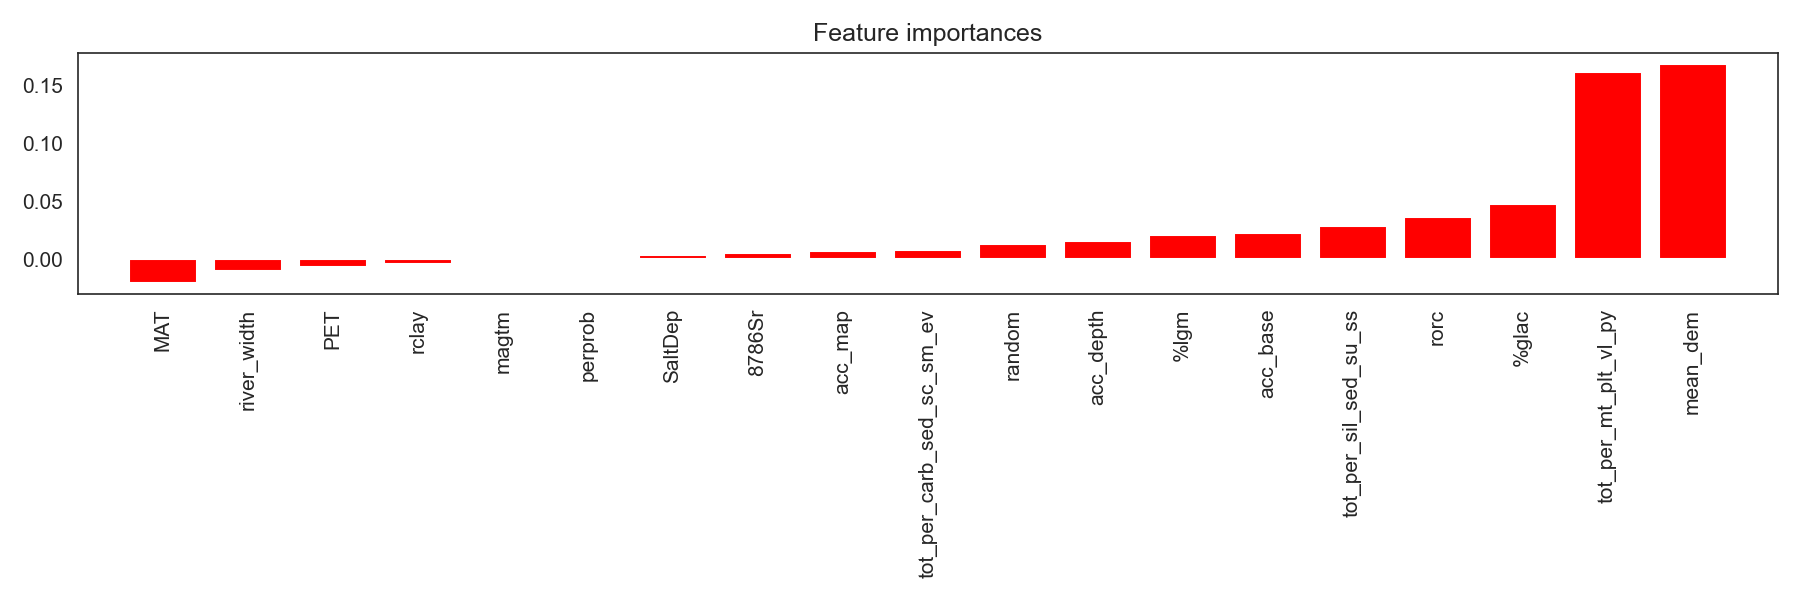 Feature importances
0.15
0.10
0.05
0.00
MAT
river_width
PET
rclay
magtm
perprob
SaltDep
8786Sr
acc_map
tot_per_carb_sed_sc_sm_ev
random
acc_depth
%lgm
acc_base
tot_per_sil_sed_su_ss
rorc
%glac
tot_per_mt_plt_vl_py
mean_dem